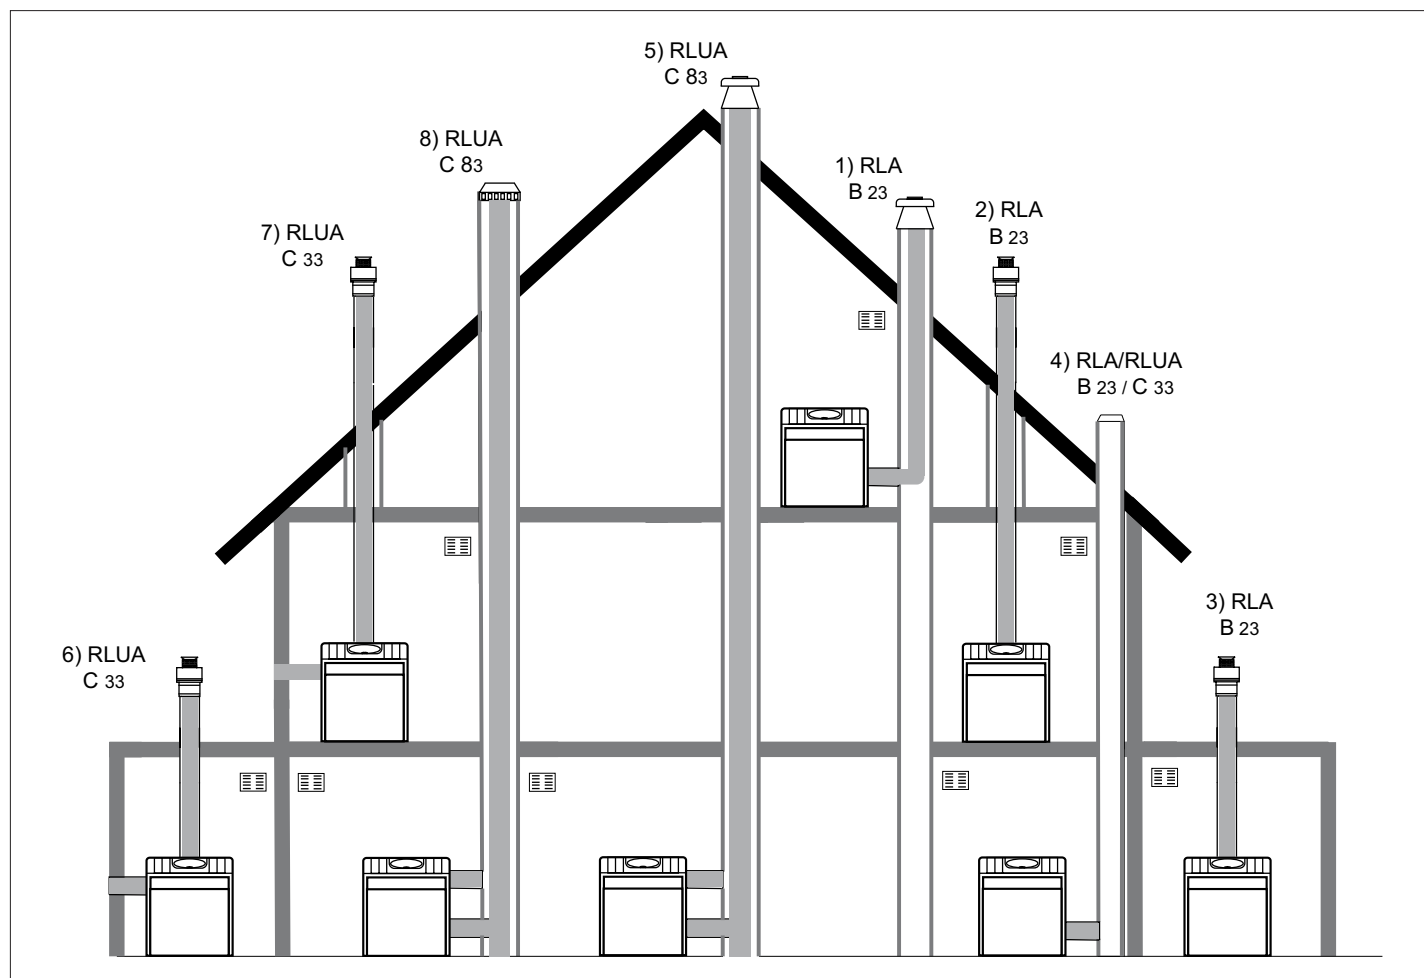 5) RLUA
C 83
8) RLUA
C 83
1) RLA
B 23
2) RLA
B 23
7) RLUA
C 33
4) RLA/RLUA
B 23 / C 33
3) RLA
B 23
6) RLUA
C 33